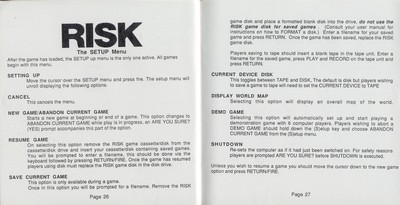 RISK
The SETUP Menu
After the game has loaded, the SETUP up menu is the only one active. All games
begin with this menu.
SETTING UP
Move the cursor over the SETUP menu and press fire. The setup menu will
unroll displaying the following options:
CANCEL
This cancels the menu.
NEW GAME/ABANDON CURRENT GAME
Starts a new game at beginning or end of a game. This option changes to
ABANDON CURRENT GAME while play is in progress, an ARE YOU SURE?
(YES) prompt accompanies this part of the option.
RESUME GAME
On selecting this option remove the RISK game cassette/disk from the
cassette/disk drive and insert your cassette/disk containing saved games.
You will be prompted to enter a filename, this should be done via the
keyboard followed by pressing RETURN/FIRE. Once the game has resumed
players using disk must replace the RISK game disk in the disk drive.
SAVE CURRENT GAME
This option is only available during a game.
Once in this option you will be prompted for a filename. Remove the RISK
Page 26
game disk and place a formatted blank disk into the drive, do not use the
RISK game disk for saved games. (Consult your user manual for
instructions on how to FORMAT a disk.) Enter a filename for your saved
game and press RETURN. Once the game has been saved, replace the RISK
game disk.
Players saving to tape should insert a blank tape in the tape unit. Enter a
filename for the saved game, press PLAY and RECORD on the tape unit and
press RETURN.
CURRENT DEVICE DISK
This toggles between TAPE and DISK, The default is disk but players wishing
to save a game to tape will need to set the CURRENT DEVICE to TAPE
DISPLAY WORLD MAP
Selecting this option will display an overall map of the world.
DEMO GAME
Selecting this option will automatically set up and start playing a
demonstration game with 6 computer players. Players wishing to abort a
DEMO GAME should hold down the (S)etup key and choose ABANDON
CURRENT GAME from the (S)etup menu.
SHUTDOWN
Re-sets the computer as if it had just been switched on. For safety reasons
players are prompted ARE YOU SURE? before SHUTDOWN is executed.
Unless you wish to resume a game you should move the cursor down to the new game
option and press FIRE/FIRE.
Page 27